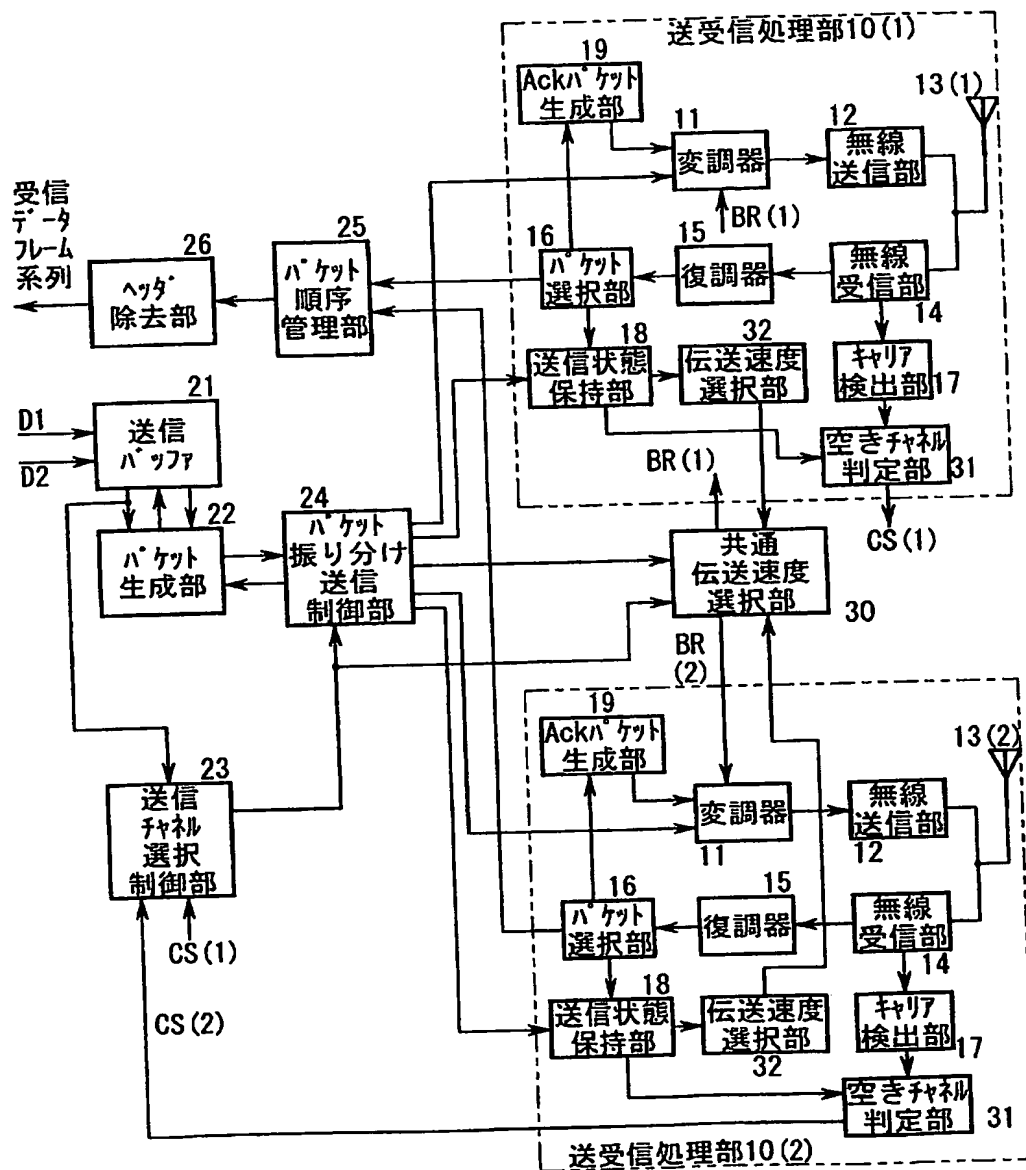 送受信処理部10(1)
19
Ackパケット
生成部
11
変調器
12
無線
送信部
13(1)
BR(1)
受信
データ
フレーム
系列
26
ヘッダ
除去部
25
パケット
順序
管理部
16
パケット
選択部
15
復調器
無線
受信部
14
18
送信状態
保持部
32
伝送速度
選択部
キャリア
検出部
17
空きチャネル
判定部
31
CS(1)
D1
D2
21
送信
バッファ
22
パケット
生成部
24
パケット
振り分け
送信
制御部
BR(1)
共通
伝送速度
選択部
30
BR
(2)
23
送信
チャネル
選択
制御部
CS(1)
CS(2)
19
Ackパケット
生成部
変調器
11
無線
送信部
12
13(2)
16
パケット
選択部
15
復調器
無線
受信部
14
18
送信状態
保持部
伝送速度
選択部
32
キャリア
検出部
17
空きチャネル
判定部
31
送受信処理部10(2)